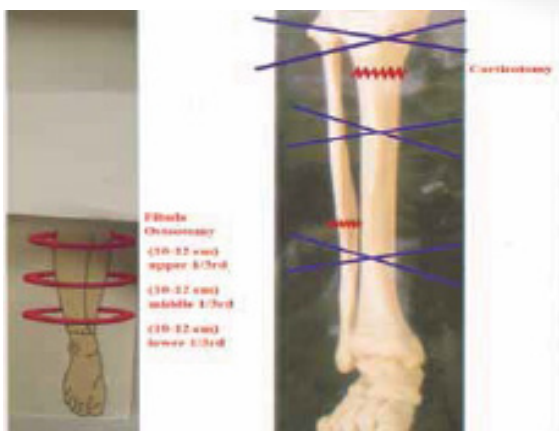 Fibula
Osteotomy
(10-12 cm)
upper 1/3rd
(10-12 cm)
middle 1/3rd
(10-12 cm)
lower 1/3rd
Corticotomy